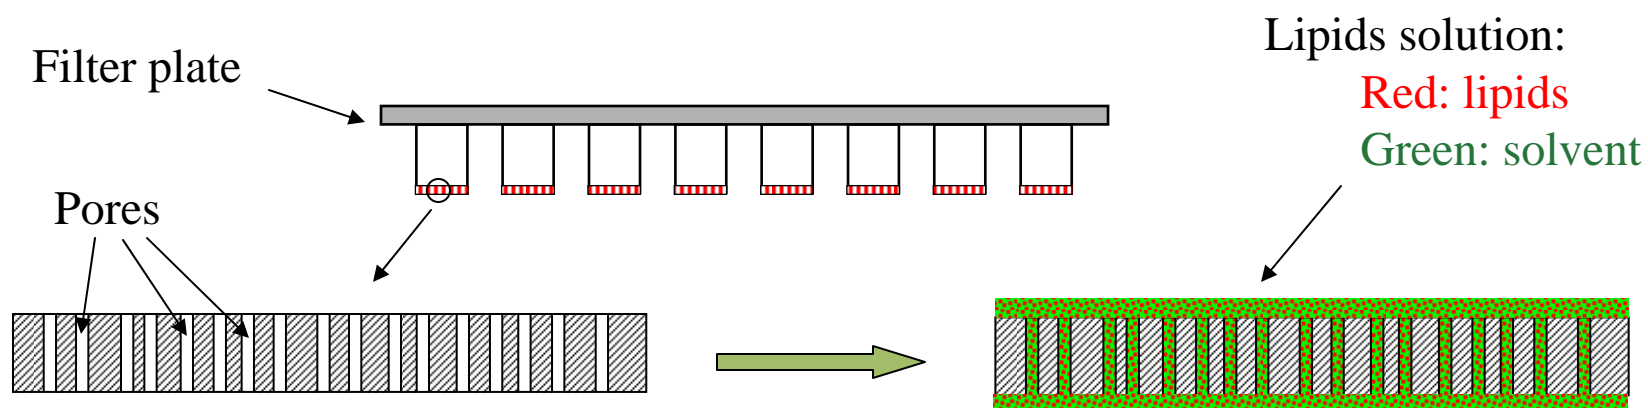 Filter plate
Pores
Lipids solution:
Red: lipids
Green: solvent